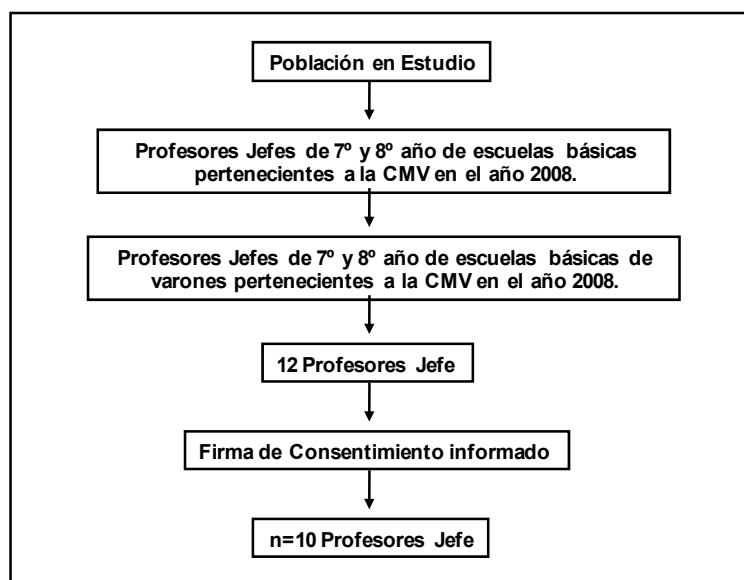 Población en Estudio
Profesores Jefes de 7º y 8º año de escuelas básicas
pertenecientes a la CMV en el año 2008.
Profesores Jefes de 7º y 8º año de escuelas básicas de
varones pertenecientes a la CMV en el año 2008.
12 Profesores Jefe
Firma de Consentimiento informado
n=10 Profesores Jefe